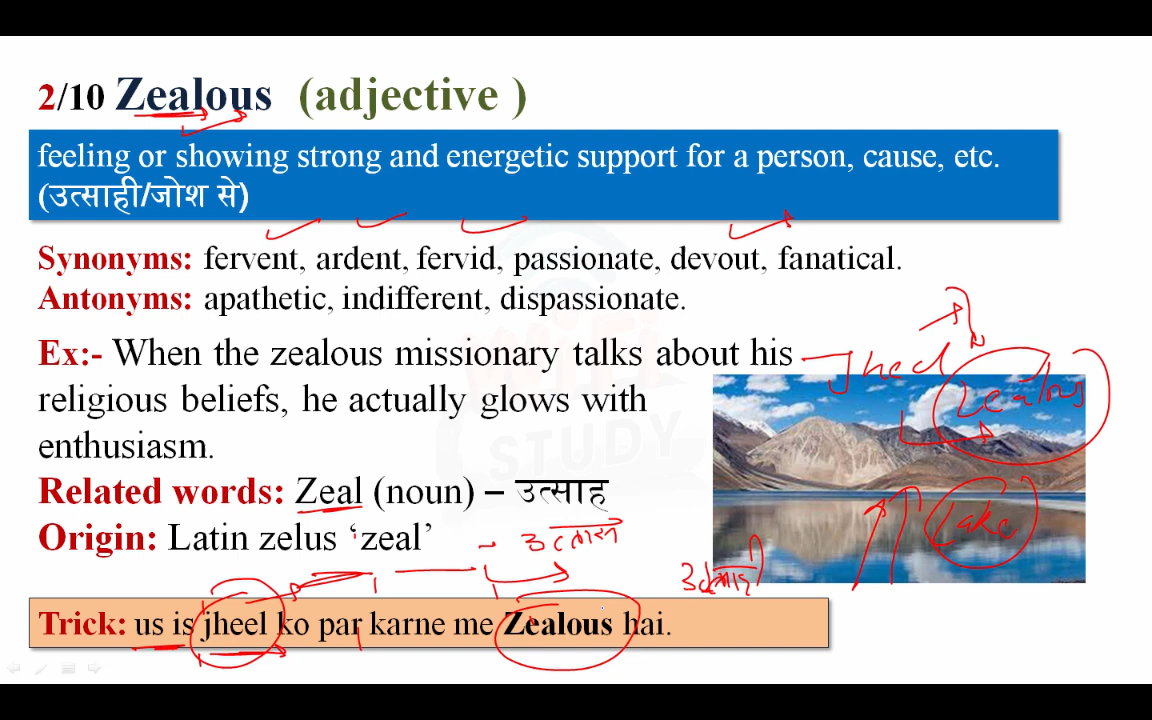 2/10 Zealous (adjective )
feeling or showing strong and energetic support for a person, cause, etc.
(उत्साही/जोश से)
Synonyms: fervent, ardent, fervid, passionate, devout, fanatical.
Antonyms: apathetic, indifferent, dispassionate.
Ex:- When the zealous missionary talks about his
religious beliefs, he actually glows with
enthusiasm.
Jheel
Zealous
Related words: Zeal (noun) – उत्साह
Lake
Origin: Latin zelus ‘zeal’
STUDY
Trick: us is jheel ko par karne me Zealous hai.